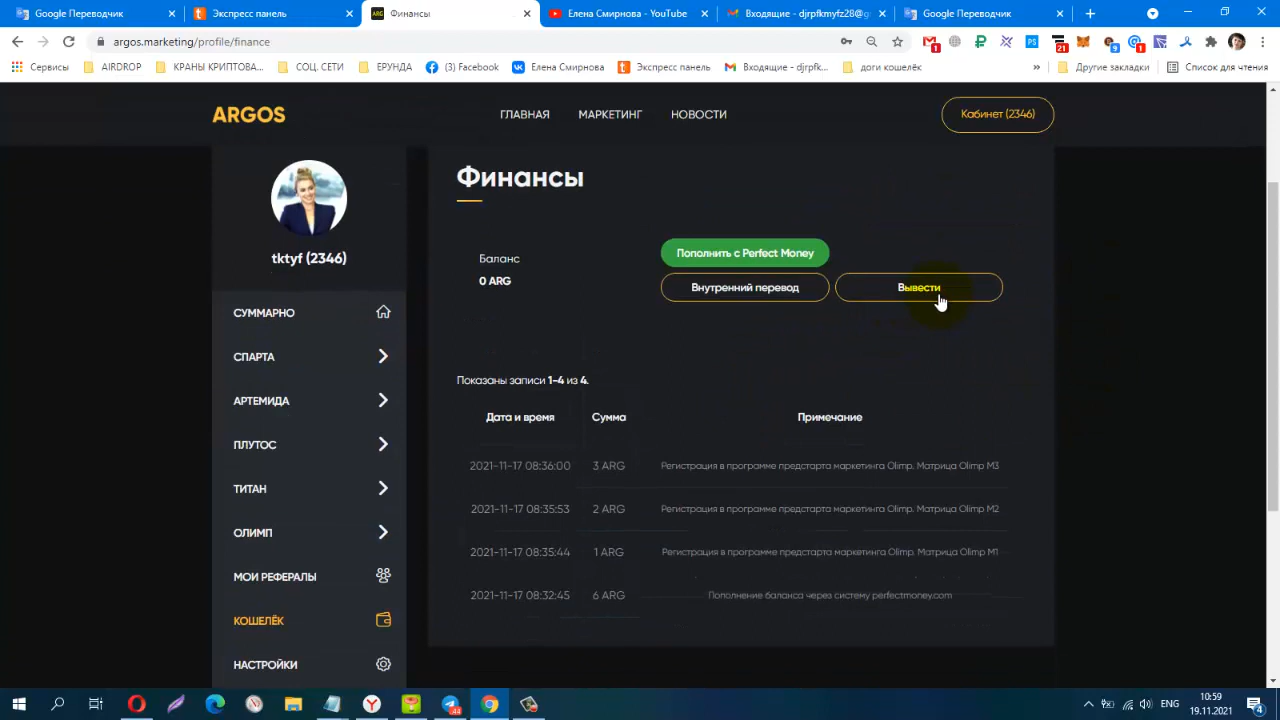 Google Переводчик
Экспресс панель
Финансы
Елена Смирнова - YouTube
Входящие - djrpfkmyfz28@g
Google Переводчик
argos.marketing/profile/finance
Сервисы
AIRDROP
КРАНЫ КРИПТОВА...
СОЦ. СЕТИ
ЕРУНДА
(3) Facebook
Елена Смирнова
Экспресс панель
Входящие - djrpfk...
доги кошелёк
»
Другие закладки
Список для чтения
ARGOS
ГЛАВНАЯ
МАРКЕТИНГ
НОВОСТИ
Кабинет (2346)
tktyf (2346)
СУММАРНО
СПАРТА
АРТЕМИДА
ПЛУТОС
ТИТАН
ОЛИМП
МОИ РЕФЕРАЛЫ
КОШЕЛЁК
НАСТРОЙКИ
Финансы
Баланс
0 ARG
Пополнить с Perfect Money
Внутренний перевод
Вывести
Показаны записи 1-4 из 4.
Дата и время Сумма Примечание
2021-11-17 08:36:00 3 ARG Регистрация в программе предстарта маркетинга Olimp. Матрица Olimp M3
2021-11-17 08:35:53 2 ARG Регистрация в программе предстарта маркетинга Olimp. Матрица Olimp M2
2021-11-17 08:35:44 1 ARG Регистрация в программе предстарта маркетинга Olimp. Матрица Olimp M1
2021-11-17 08:32:45 6 ARG Пополнение баланса через систему perfectmoney.com
ENG
10:59
19.11.2021